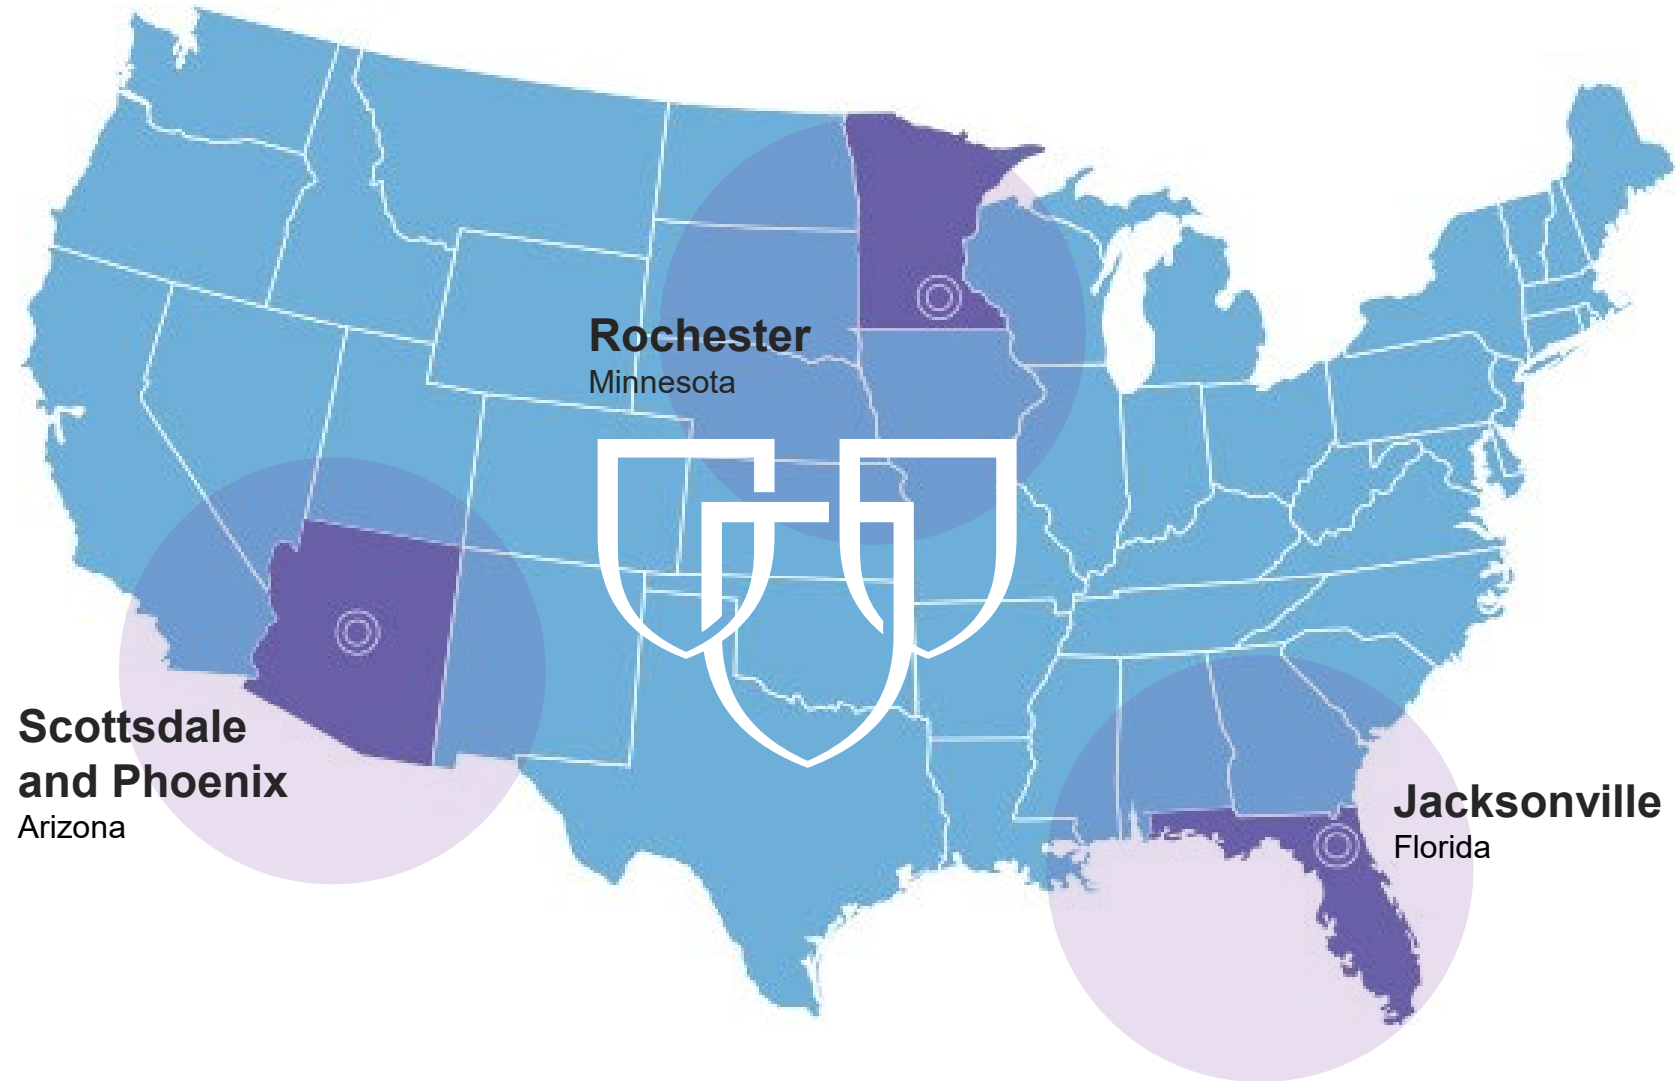 Rochester
Minnesota
Scottsdale
and Phoenix
Arizona
Jacksonville
Florida